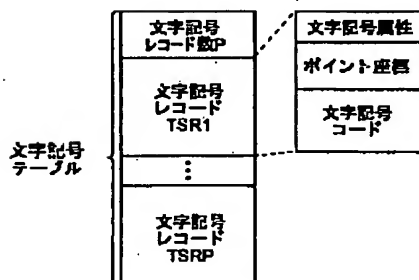 文字記号
レコード数P
文字記号
レコード
TSR1
⋮
文字記号
レコード
TSRP
文字記号
テーブル
文字記号属性
ポイント座標
文字記号
コード